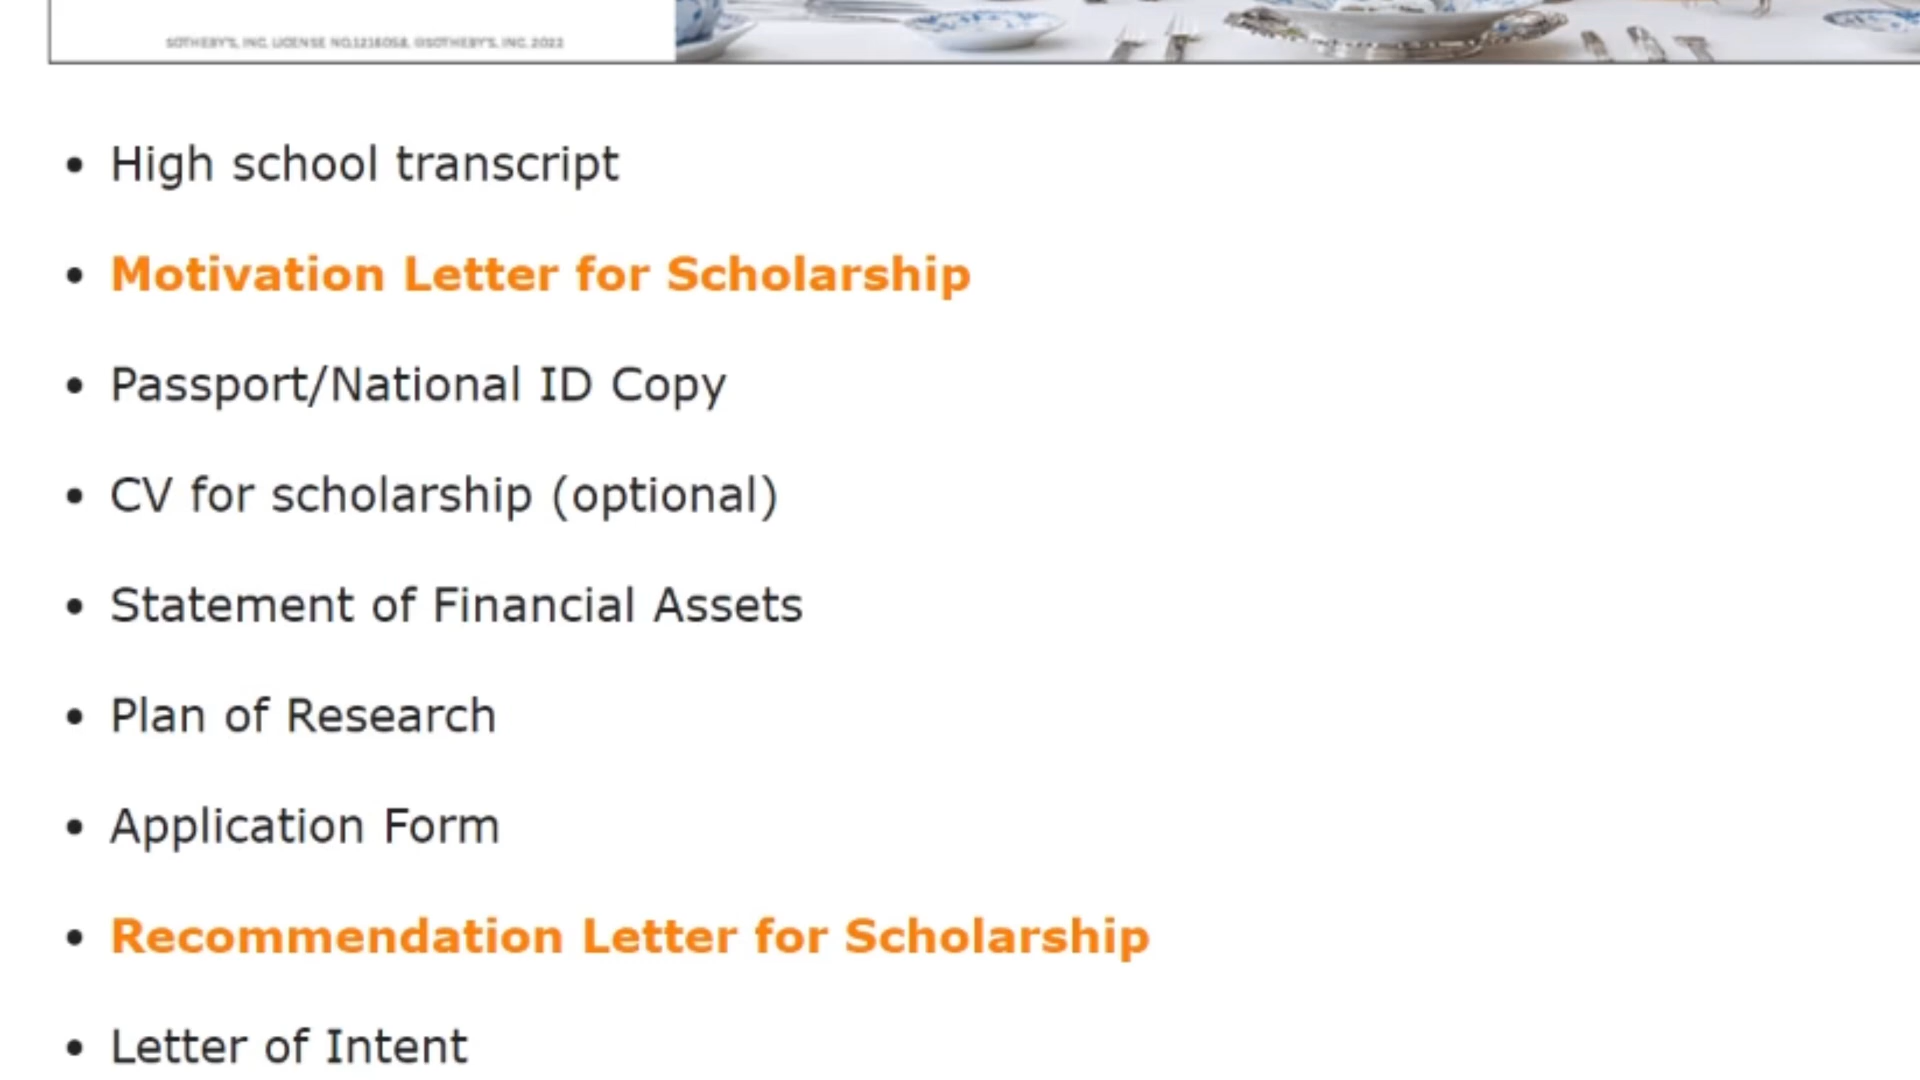 SOTHEBY'S, INC. LICENSE NO.1216058. ©SOTHEBY'S, INC. 2023
High school transcript
Motivation Letter for Scholarship
Passport/National ID Copy
CV for scholarship (optional)
Statement of Financial Assets
Plan of Research
Application Form
Recommendation Letter for Scholarship
Letter of Intent